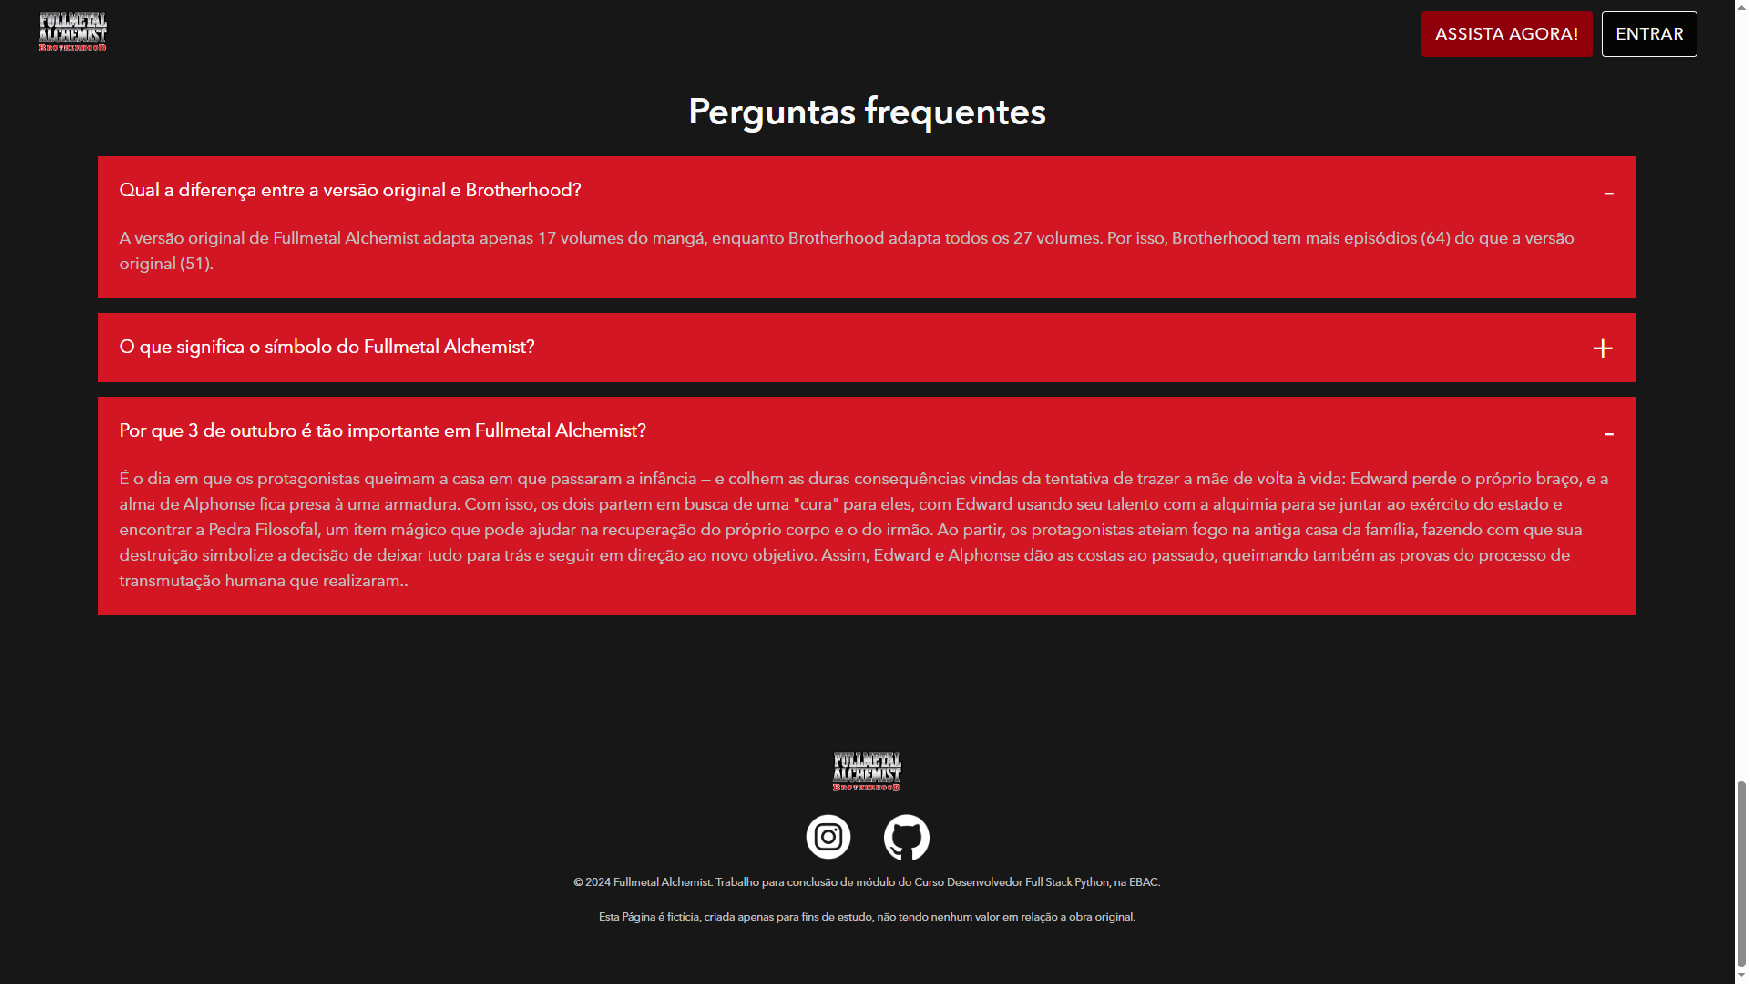 FULLMETAL
ALCHEMIST
BROTHERHOOD
ASSISTA AGORA!
ENTRAR
Perguntas frequentes
Qual a diferença entre a versão original e Brotherhood?
A versão original de Fullmetal Alchemist adapta apenas 17 volumes do mangá, enquanto Brotherhood adapta todos os 27 volumes. Por isso, Brotherhood tem mais episódios (64) do que a versão
original (51).
O que significa o símbolo do Fullmetal Alchemist?
Por que 3 de outubro é tão importante em Fullmetal Alchemist?
É o dia em que os protagonistas queimam a casa em que passaram a infância – e colhem as duras consequências vindas da tentativa de trazer a mãe de volta à vida: Edward perde o próprio braço, e a
alma de Alphonse fica presa à uma armadura. Com isso, os dois partem em busca de uma "cura" para eles, com Edward usando seu talento com a alquimia para se juntar ao exército do estado e
encontrar a Pedra Filosofal, um item mágico que pode ajudar na recuperação do próprio corpo e o do irmão. Ao partir, os protagonistas ateiam fogo na antiga casa da família, fazendo com que sua
destruição simbolize a decisão de deixar tudo para trás e seguir em direção ao novo objetivo. Assim, Edward e Alphonse dão as costas ao passado, queimando também as provas do processo de
transmutação humana que realizaram..
FULLMETAL
ALCHEMIST
BROTHERHOOD
© 2024 Fullmetal Alchemist. Trabalho para conclusão de módulo do Curso Desenvolvedor Full Stack Python, na EBAC.
Esta Página é fictícia, criada apenas para fins de estudo, não tendo nenhum valor em relação a obra original.